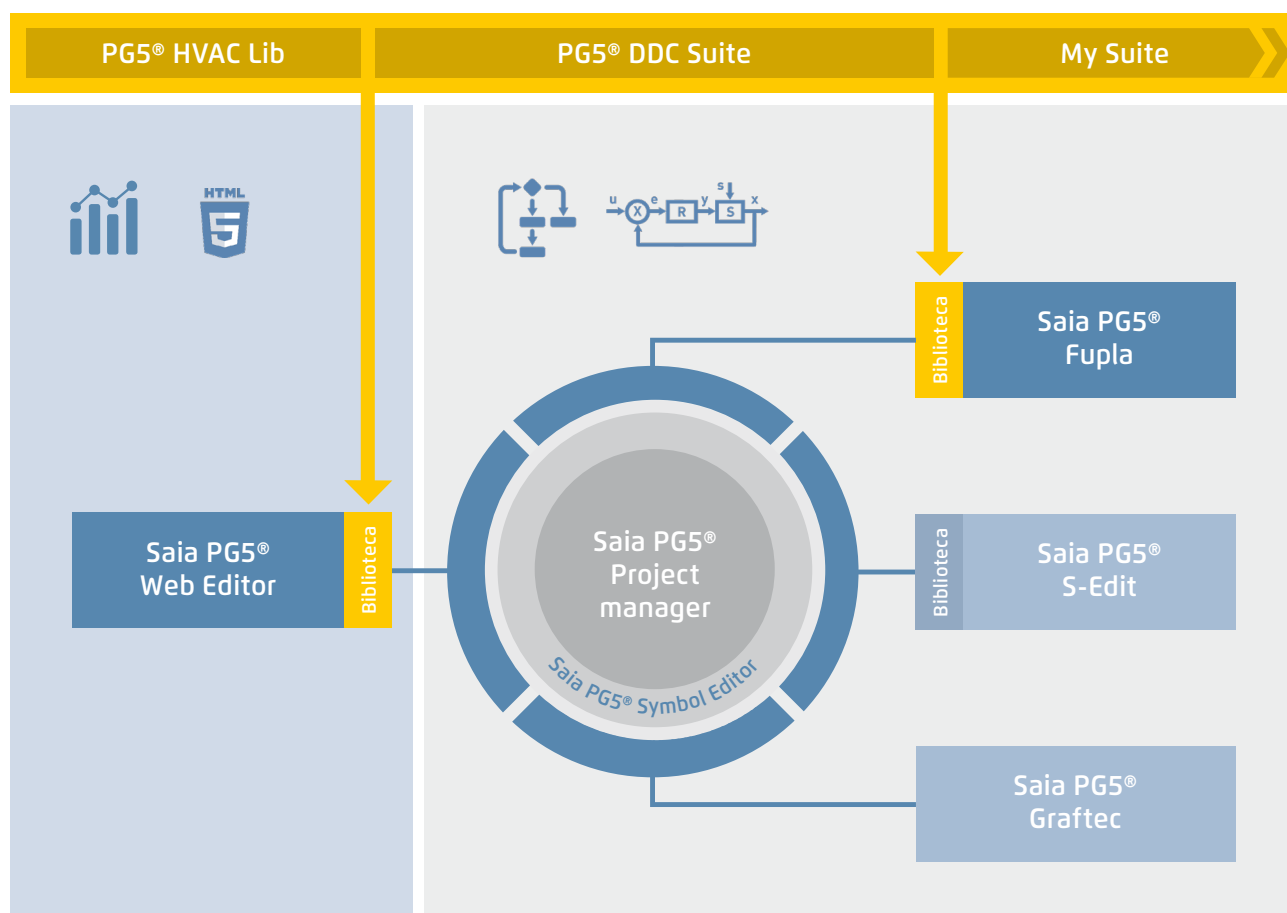 PG5® HVAC Lib
PG5® DDC Suite
My Suite
HTML
5
u
e
y
s
x
X
R
S
Biblioteca
Saia PG5®
Fupla
Saia PG5®
Web Editor
Biblioteca
Saia PG5®
Project
manager
Saia PG5® Symbol Editor
Biblioteca
Saia PG5®
S-Edit
Saia PG5®
Graftec